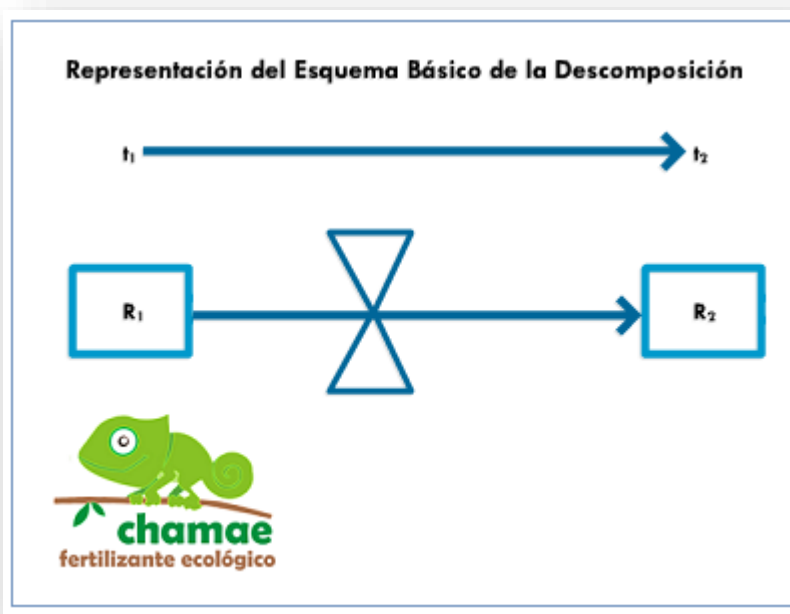 Representación del Esquema Básico de la Descomposición
t₁ t₂
R₁ R₂
chamae
fertilizante ecológico